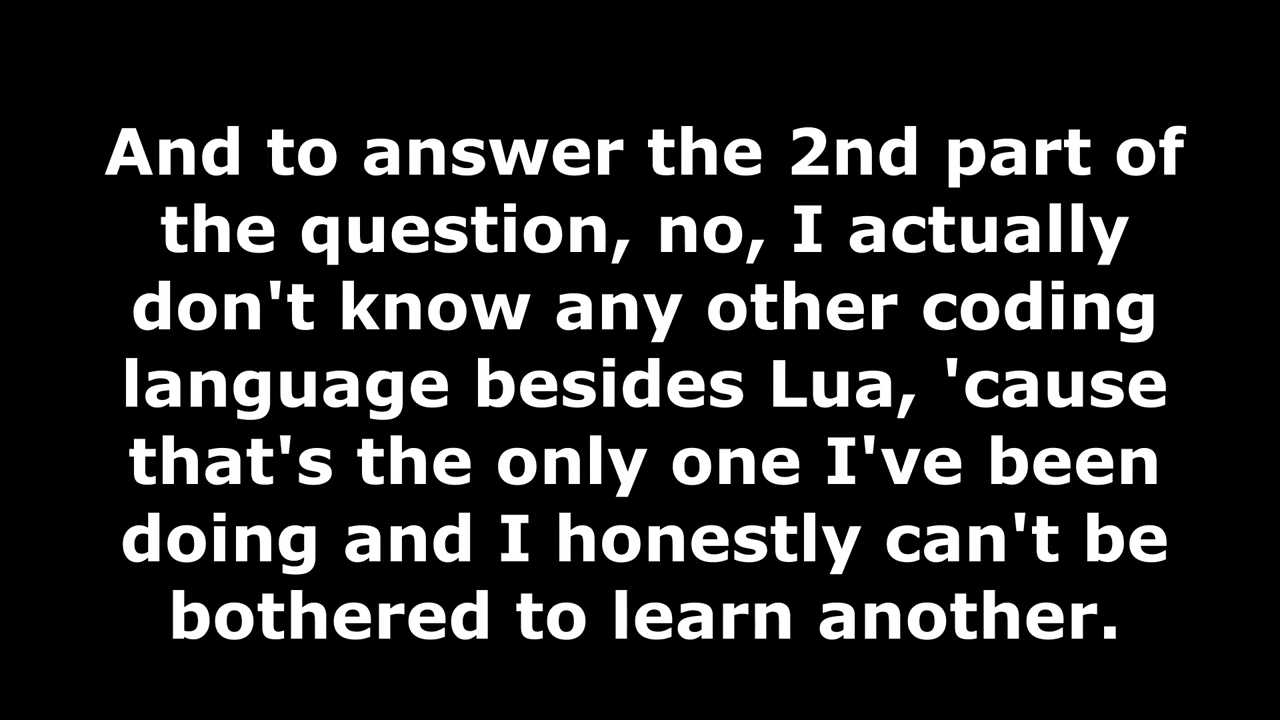 And to answer the 2nd part of
the question, no, I actually
don't know any other coding
language besides Lua, 'cause
that's the only one I've been
doing and I honestly can't be
bothered to learn another.